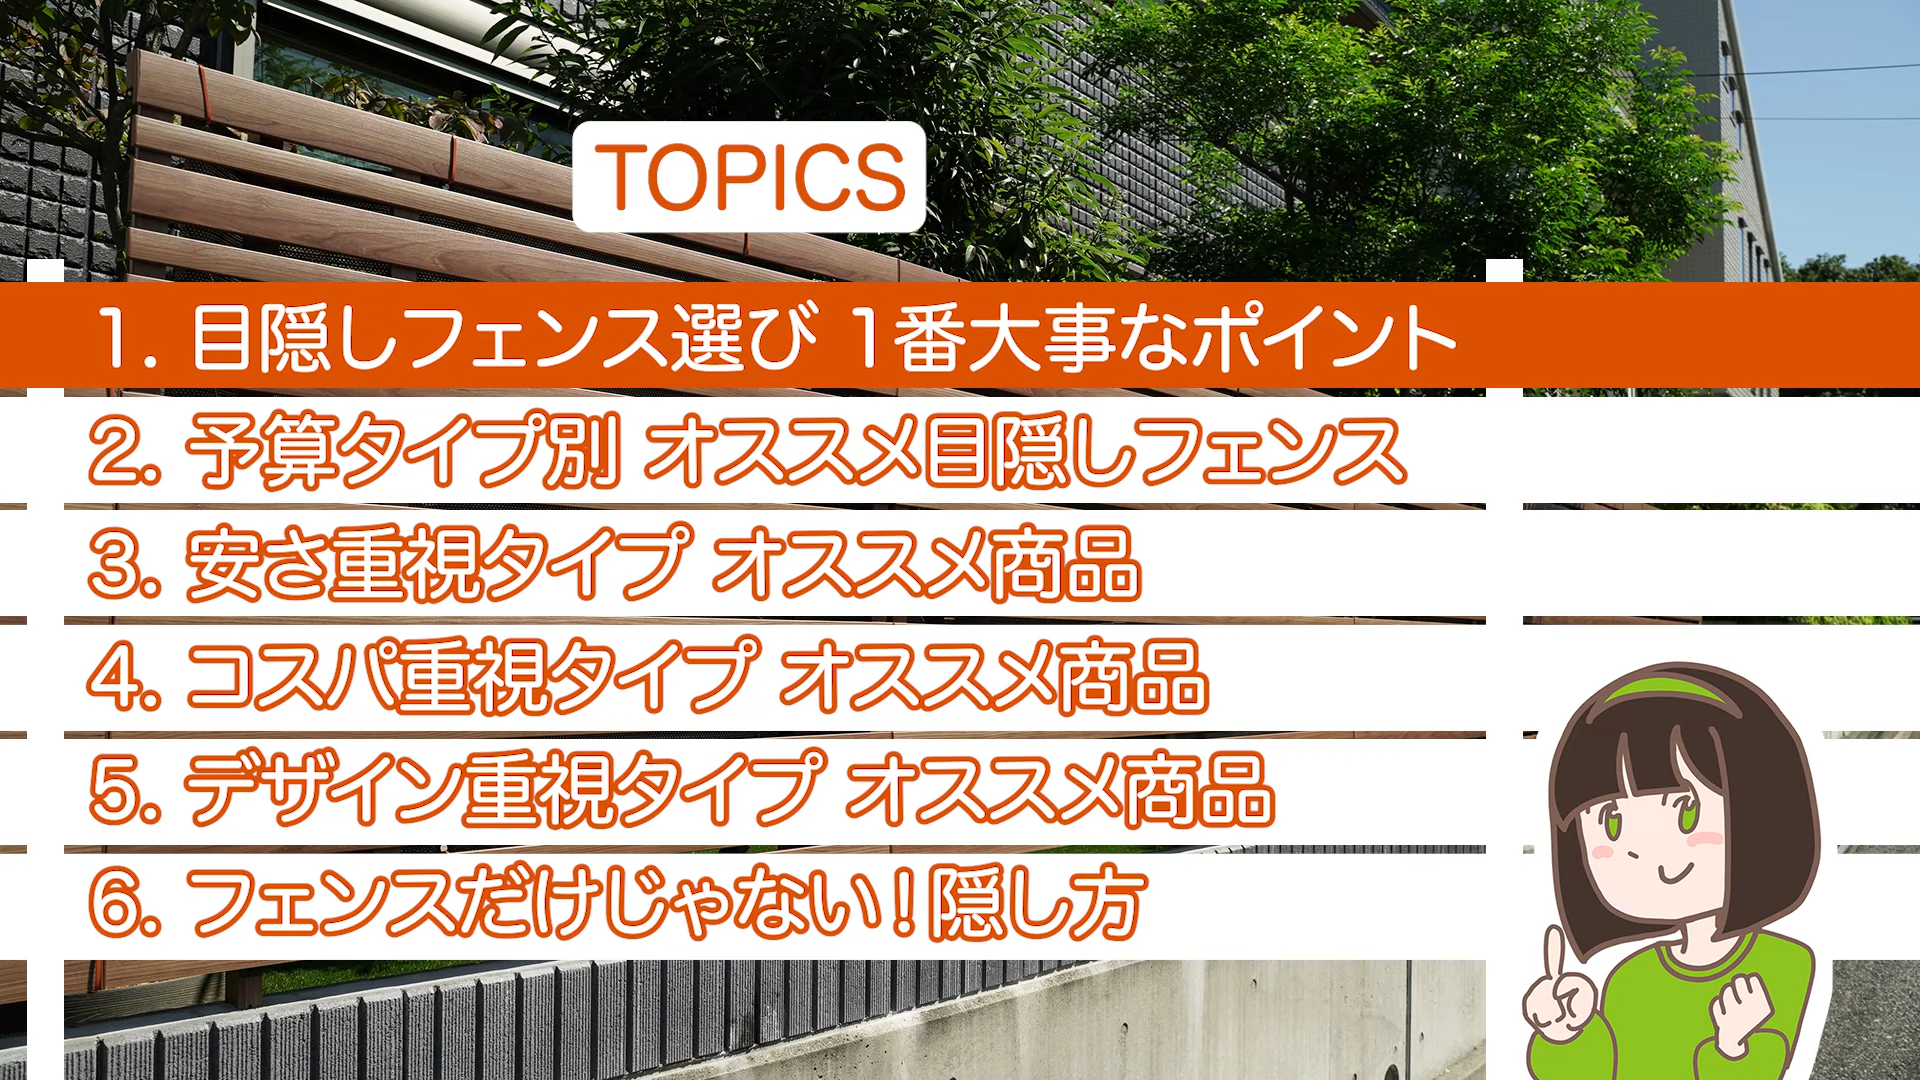 TOPICS
1. 目隠しフェンス選び 1番大事なポイント
2. 予算タイプ別 オススメ目隠しフェンス
3. 安さ重視タイプ オススメ商品
4. コスパ重視タイプ オススメ商品
5. デザイン重視タイプ オススメ商品
6. フェンスだけじゃない！隠し方